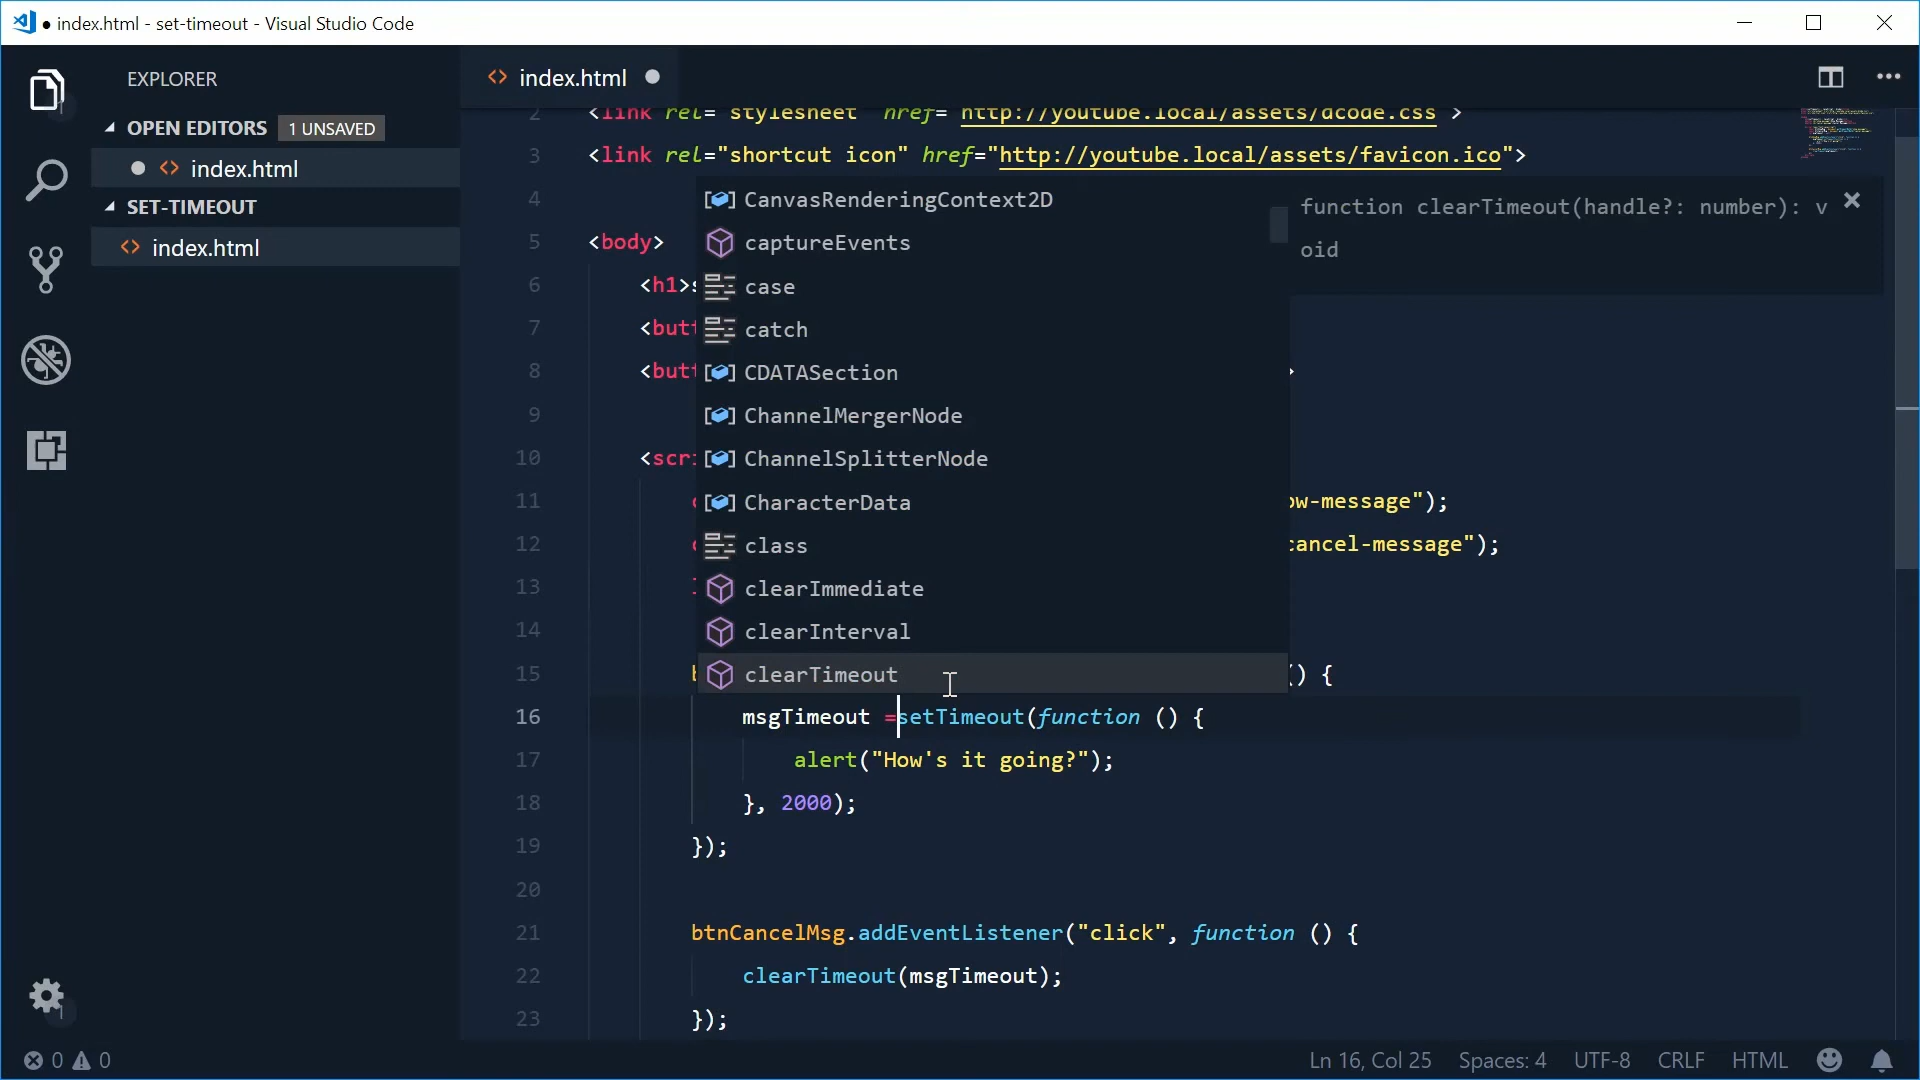 ● index.html - set-timeout - Visual Studio Code
EXPLORER
OPEN EDITORS 1 UNSAVED
● <> index.html
SET-TIMEOUT
<> index.html
<> index.html ●
2 <link rel= stylesheet href= http://youtube.local/assets/dcode.css >
3 <link rel="shortcut icon" href="http://youtube.local/assets/favicon.ico">
4
5 <body>
6 <h1>s
7 <butt
8 <butt >
9
10 <scri
11 ow-message");
12 cancel-message");
13
14
15 () {
16 msgTimeout =setTimeout(function () {
17 alert("How's it going?");
18 }, 2000);
19 });
20
21 btnCancelMsg.addEventListener("click", function () {
22 clearTimeout(msgTimeout);
23 });
CanvasRenderingContext2D
captureEvents
case
catch
CDATASection
ChannelMergerNode
ChannelSplitterNode
CharacterData
class
clearImmediate
clearInterval
clearTimeout
function clearTimeout(handle?: number): v
oid
0 0
Ln 16, Col 25 Spaces: 4 UTF-8 CRLF HTML